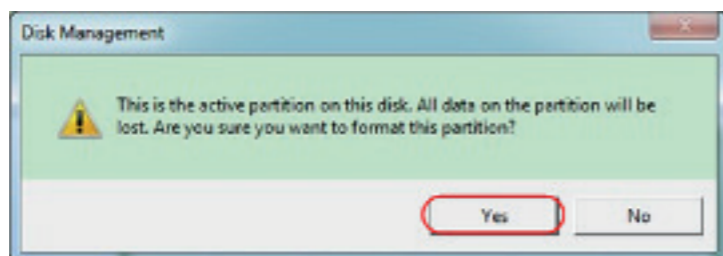 Disk Management
This is the active partition on this disk. All data on the partition will be
lost. Are you sure you want to format this partition?
Yes No